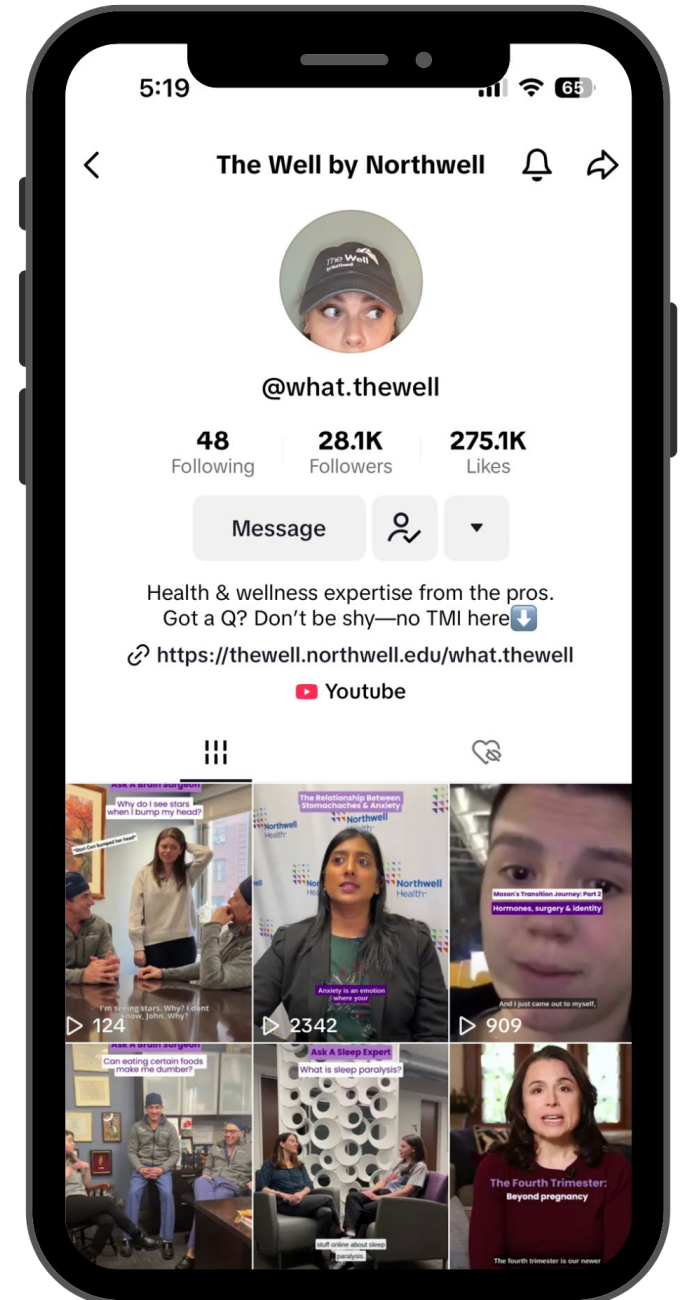 5:19
65
The Well by Northwell
The Well
by Northwell
@what.thewell
48
Following
28.1K
Followers
275.1K
Likes
Message
Health & wellness expertise from the pros.
Got a Q? Don’t be shy—no TMI here⬇️
https://thewell.northwell.edu/what.thewell
Youtube
Ask A Brain Surgeon
Why do I see stars
when I bump my head?
I'm seeing stars. Why? I dont
know, John. Why?
124
The Relationship Between
Stomachaches & Anxiety
Northwell
Health
Northwell
Health
Anxiety is an emotion
where your
2342
Mason's Transition Journey: Part 2
Hormones, surgery & identity
And I just came out to myself,
909
Ask A Brain Surgeon
Can eating certain foods
make me dumber?
Ask A Sleep Expert
What is sleep paralysis?
stuff online about sleep
paralysis.
The Fourth Trimester:
Beyond pregnancy
The fourth trimester is our newer